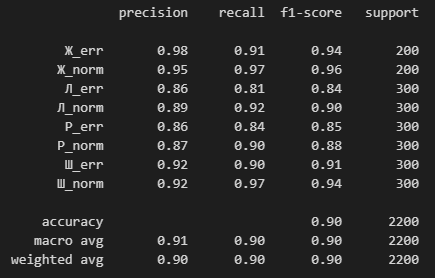 precision recall f1-score support
Ж_err 0.98 0.91 0.94 200
Ж_norm 0.95 0.97 0.96 200
Л_err 0.86 0.81 0.84 300
Л_norm 0.89 0.92 0.90 300
Р_err 0.86 0.84 0.85 300
Р_norm 0.87 0.90 0.88 300
Ш_err 0.92 0.90 0.91 300
Ш_norm 0.92 0.97 0.94 300
accuracy 0.90 2200
macro avg 0.91 0.90 0.90 2200
weighted avg 0.90 0.90 0.90 2200